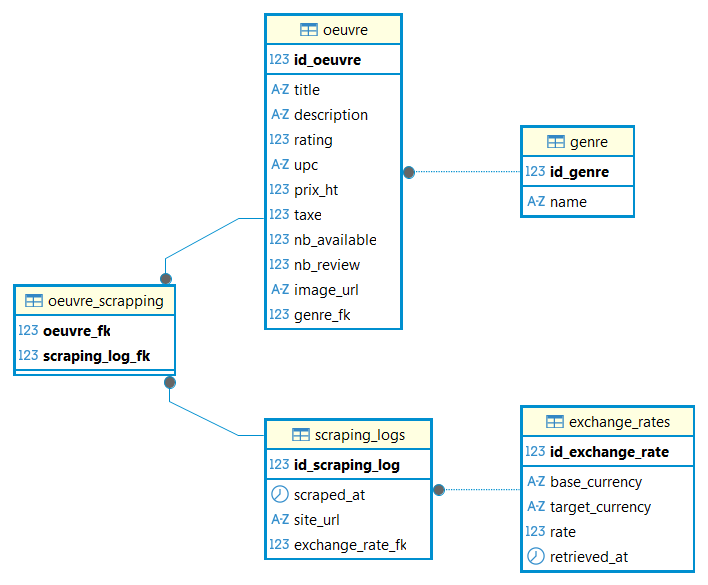 oeuvre
123 id_oeuvre
A-Z title
A-Z description
123 rating
A-Z upc
123 prix_ht
123 taxe
123 nb_available
123 nb_review
A-Z image_url
123 genre_fk
genre
123 id_genre
A-Z name
oeuvre_scrapping
123 oeuvre_fk
123 scraping_log_fk
scraping_logs
123 id_scraping_log
scraped_at
A-Z site_url
123 exchange_rate_fk
exchange_rates
123 id_exchange_rate
A-Z base_currency
A-Z target_currency
123 rate
retrieved_at